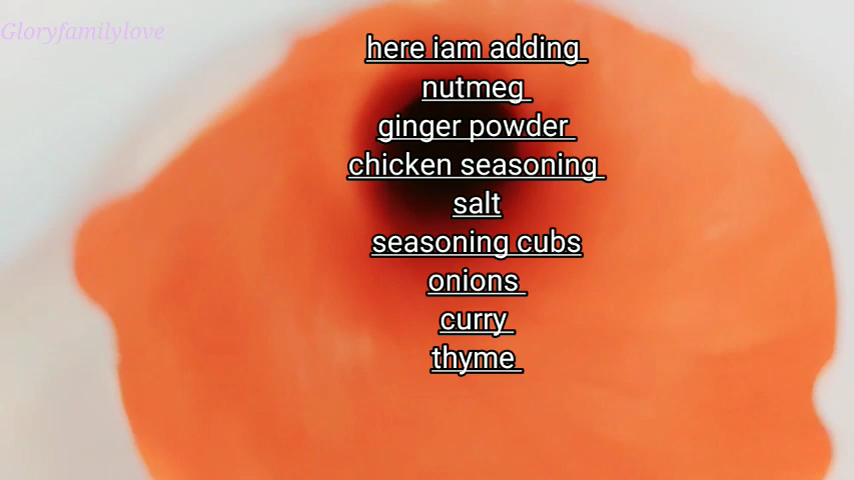 Gloryfamilylove
here iam adding
nutmeg
ginger powder
chicken seasoning
salt
seasoning cubs
onions
curry
thyme